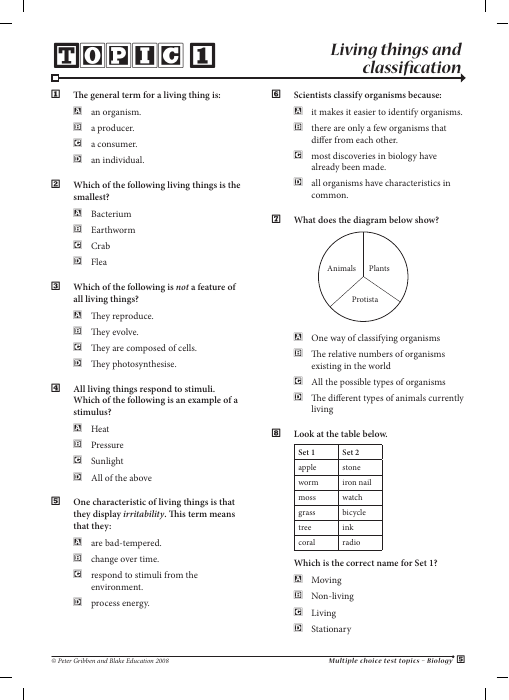 TOPIC 1
Living things and
classification
1 The general term for a living thing is:
A an organism.
B a producer.
C a consumer.
D an individual.
2 Which of the following living things is the
smallest?
A Bacterium
B Earthworm
C Crab
D Flea
3 Which of the following is not a feature of
all living things?
A They reproduce.
B They evolve.
C They are composed of cells.
D They photosynthesise.
4 All living things respond to stimuli.
Which of the following is an example of a
stimulus?
A Heat
B Pressure
C Sunlight
D All of the above
5 One characteristic of living things is that
they display irritability. This term means
that they:
A are bad-tempered.
B change over time.
C respond to stimuli from the
environment.
D process energy.
6 Scientists classify organisms because:
A it makes it easier to identify organisms.
B there are only a few organisms that
differ from each other.
C most discoveries in biology have
already been made.
D all organisms have characteristics in
common.
7 What does the diagram below show?
Animals Plants
Protista
A One way of classifying organisms
B The relative numbers of organisms
existing in the world
C All the possible types of organisms
D The different types of animals currently
living
8 Look at the table below.
Set 1 Set 2
apple stone
worm iron nail
moss watch
grass bicycle
tree ink
coral radio
Which is the correct name for Set 1?
A Moving
B Non-living
C Living
D Stationary
© Peter Gribben and Blake Education 2008
Multiple choice test topics – Biology 9